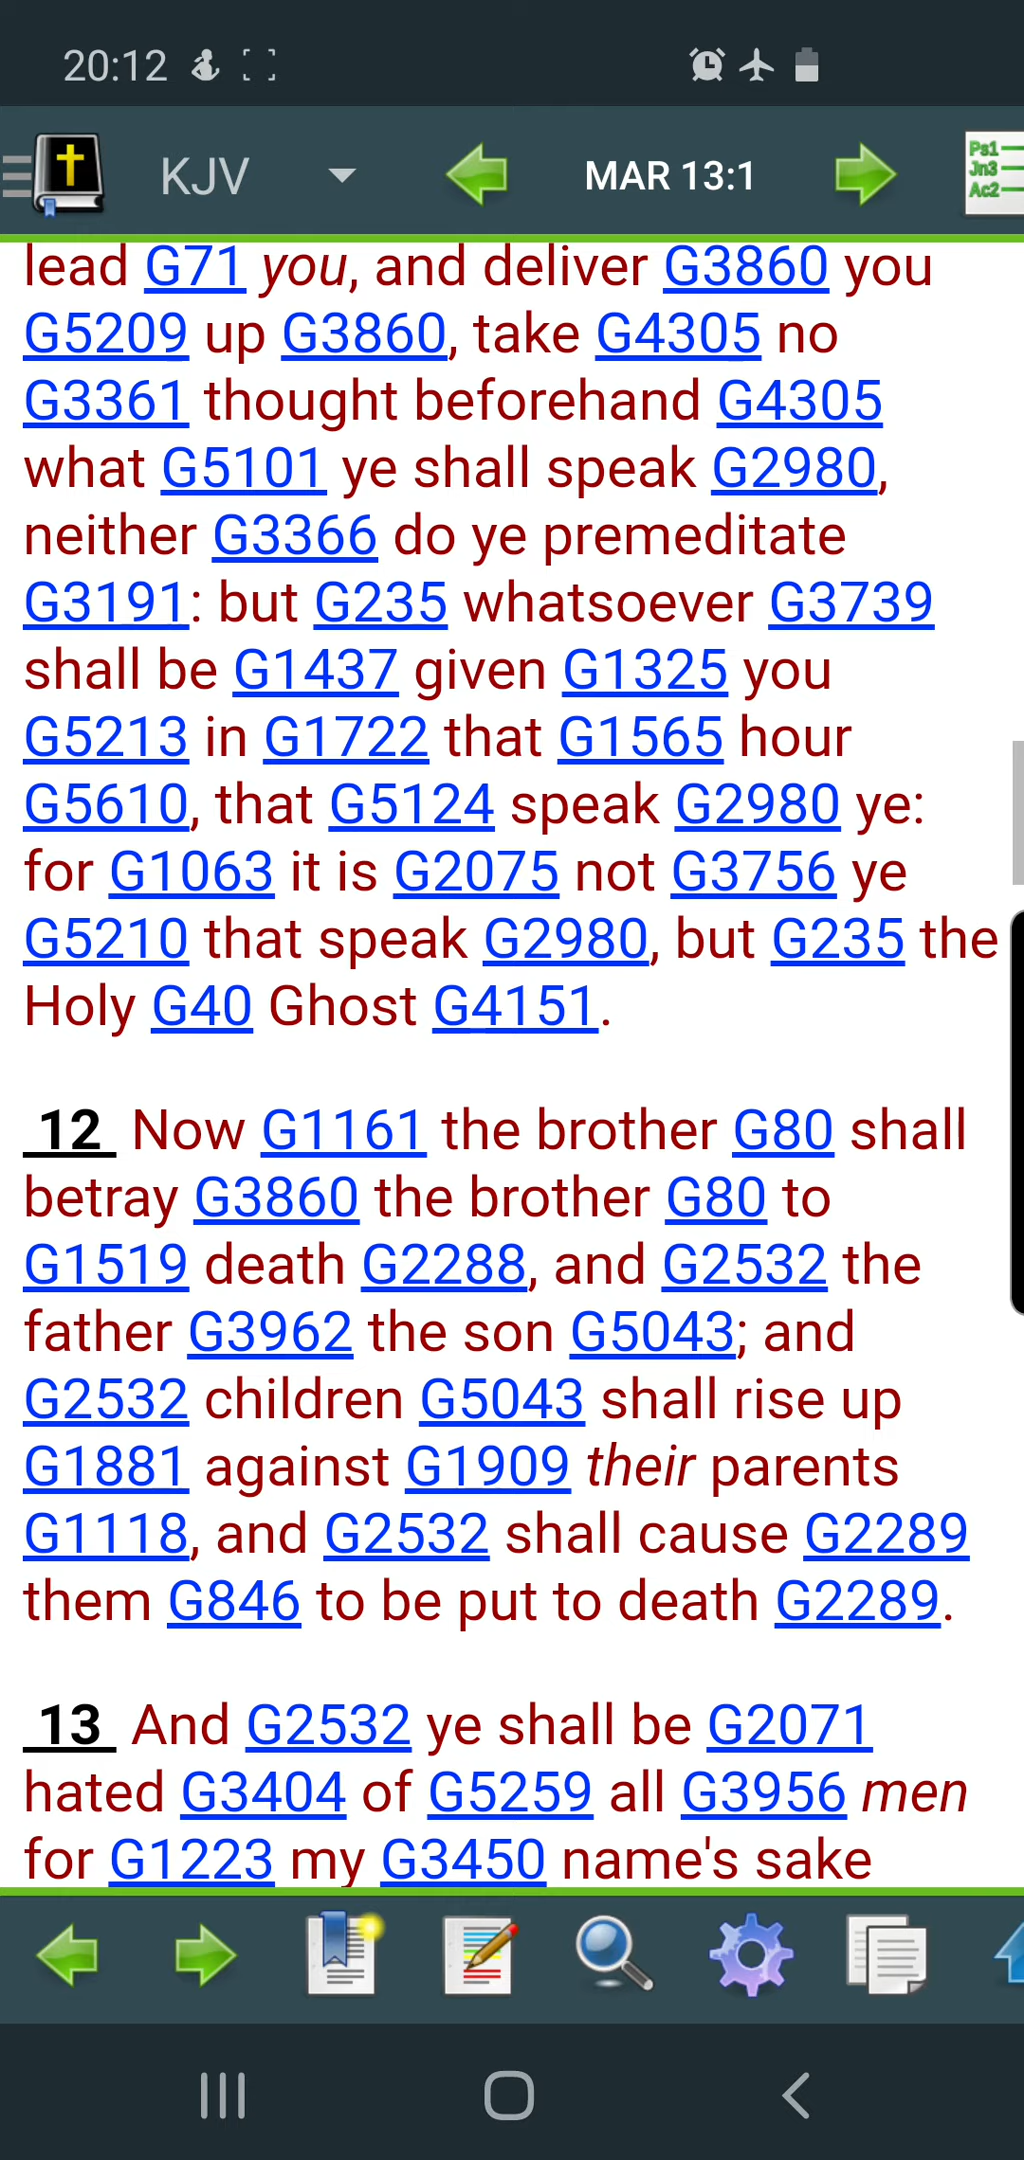 20:12
KJV MAR 13:1
Ps1
Jn3
Ac2
lead G71 you, and deliver G3860 you
G5209 up G3860, take G4305 no
G3361 thought beforehand G4305
what G5101 ye shall speak G2980,
neither G3366 do ye premeditate
G3191: but G235 whatsoever G3739
shall be G1437 given G1325 you
G5213 in G1722 that G1565 hour
G5610, that G5124 speak G2980 ye:
for G1063 it is G2075 not G3756 ye
G5210 that speak G2980, but G235 the
Holy G40 Ghost G4151.
12 Now G1161 the brother G80 shall
betray G3860 the brother G80 to
G1519 death G2288, and G2532 the
father G3962 the son G5043; and
G2532 children G5043 shall rise up
G1881 against G1909 their parents
G1118, and G2532 shall cause G2289
them G846 to be put to death G2289.
13 And G2532 ye shall be G2071
hated G3404 of G5259 all G3956 men
for G1223 my G3450 name's sake